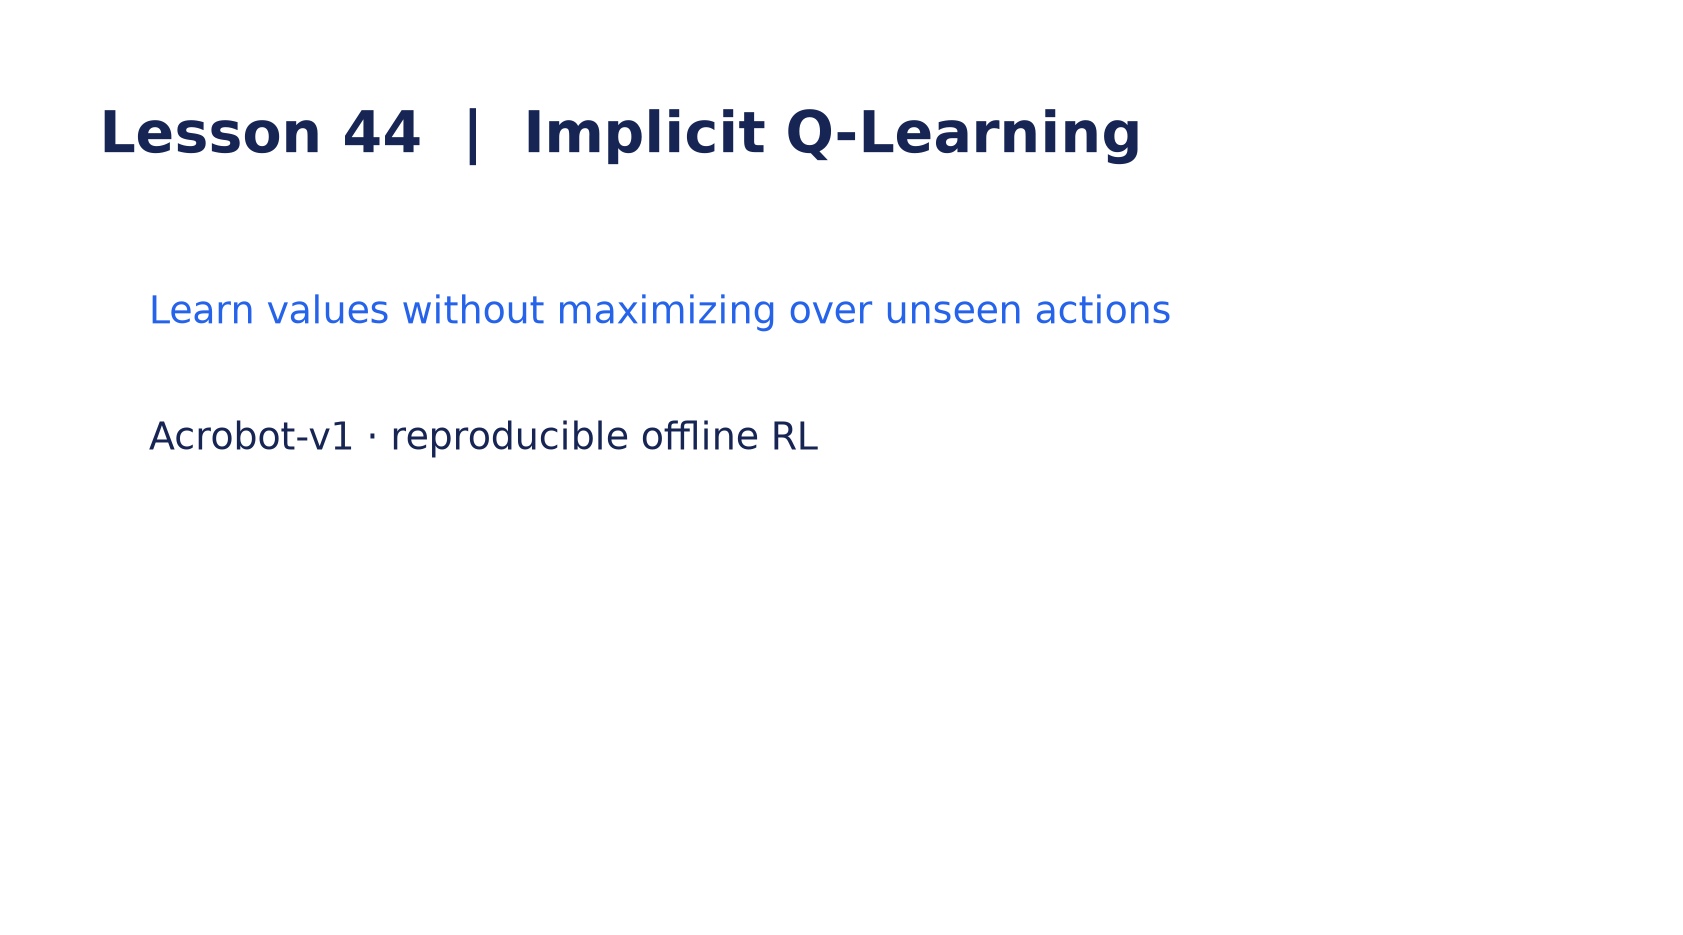 Lesson 44 | Implicit Q-Learning
Learn values without maximizing over unseen actions
Acrobot-v1 · reproducible offline RL